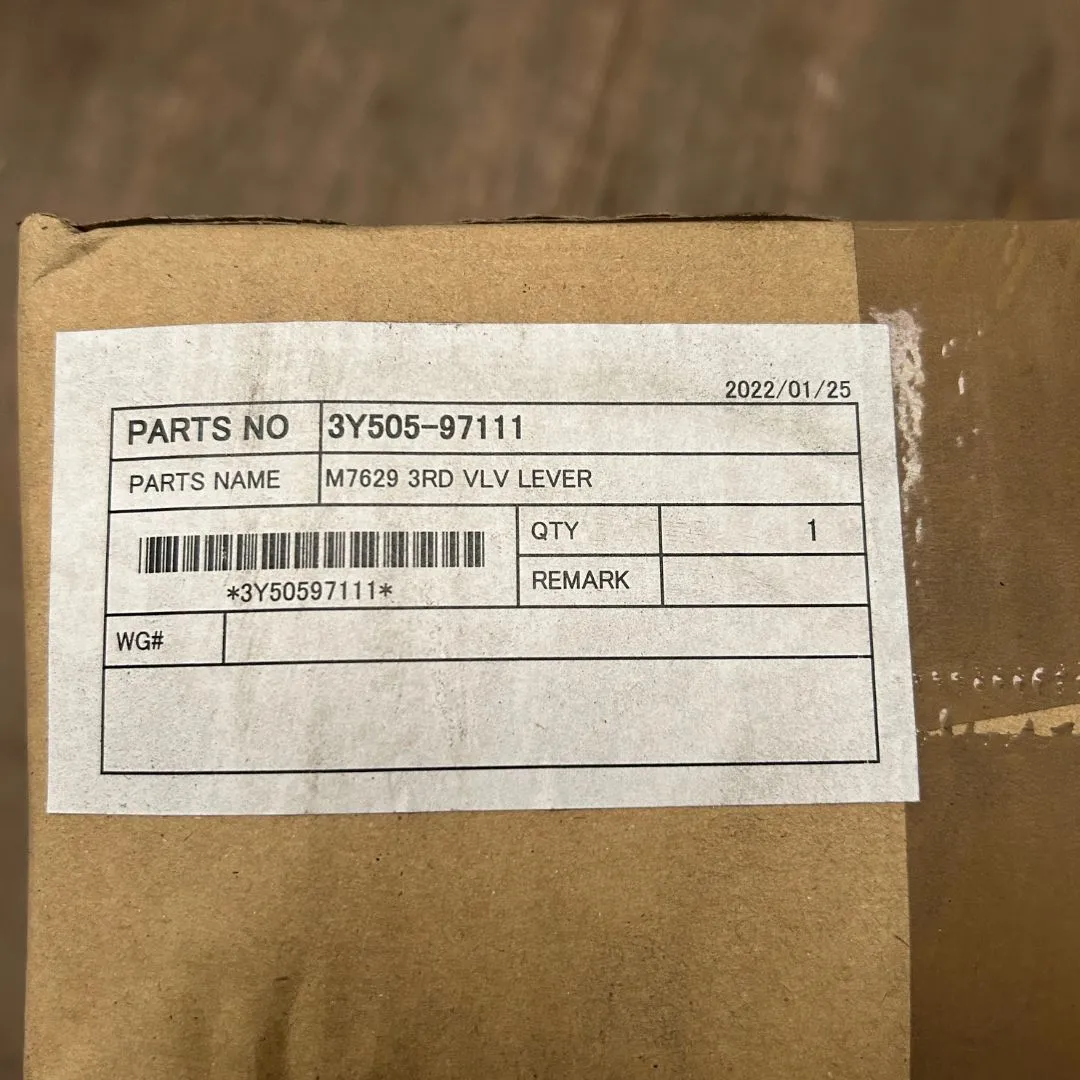 2022/01/25
PARTS NO 3Y505-97111
PARTS NAME M7629 3RD VLV LEVER
QTY 1
*3Y50597111*
REMARK
WG#